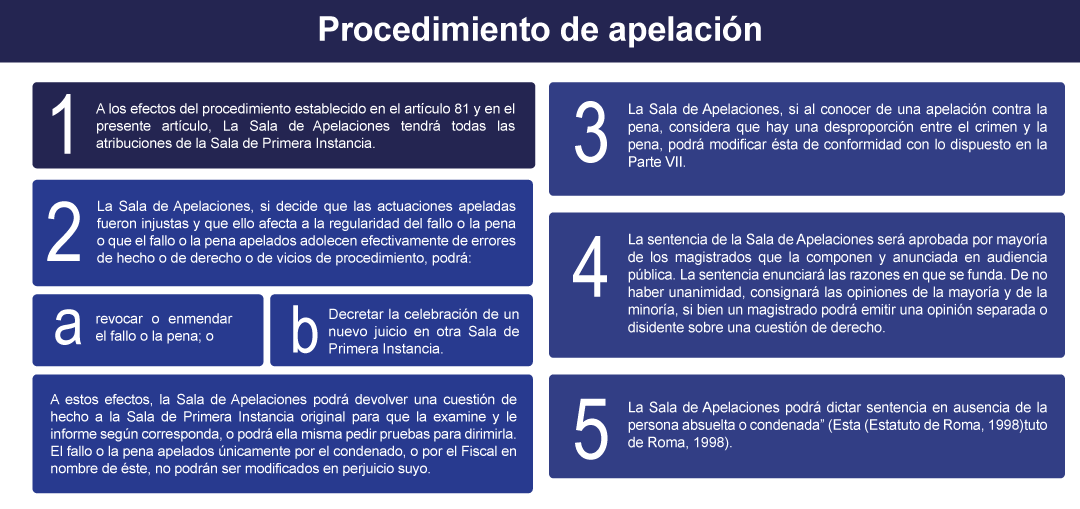 Procedimiento de apelación
1
A los efectos del procedimiento establecido en el artículo 81 y en el
presente artículo, La Sala de Apelaciones tendrá todas las
atribuciones de la Sala de Primera Instancia.
2
La Sala de Apelaciones, si decide que las actuaciones apeladas
fueron injustas y que ello afecta a la regularidad del fallo o la pena
o que el fallo o la pena apelados adolecen efectivamente de errores
de hecho o de derecho o de vicios de procedimiento, podrá:
a
revocar o enmendar
el fallo o la pena; o
b
Decretar la celebración de un
nuevo juicio en otra Sala de
Primera Instancia.
A estos efectos, la Sala de Apelaciones podrá devolver una cuestión de
hecho a la Sala de Primera Instancia original para que la examine y le
informe según corresponda, o podrá ella misma pedir pruebas para dirimirla.
El fallo o la pena apelados únicamente por el condenado, o por el Fiscal en
nombre de éste, no podrán ser modificados en perjuicio suyo.
3
La Sala de Apelaciones, si al conocer de una apelación contra la
pena, considera que hay una desproporción entre el crimen y la
pena, podrá modificar ésta de conformidad con lo dispuesto en la
Parte VII.
4
La sentencia de la Sala de Apelaciones será aprobada por mayoría
de los magistrados que la componen y anunciada en audiencia
pública. La sentencia enunciará las razones en que se funda. De no
haber unanimidad, consignará las opiniones de la mayoría y de la
minoría, si bien un magistrado podrá emitir una opinión separada o
disidente sobre una cuestión de derecho.
5
La Sala de Apelaciones podrá dictar sentencia en ausencia de la
persona absuelta o condenada” (Esta (Estatuto de Roma, 1998)tuto
de Roma, 1998).